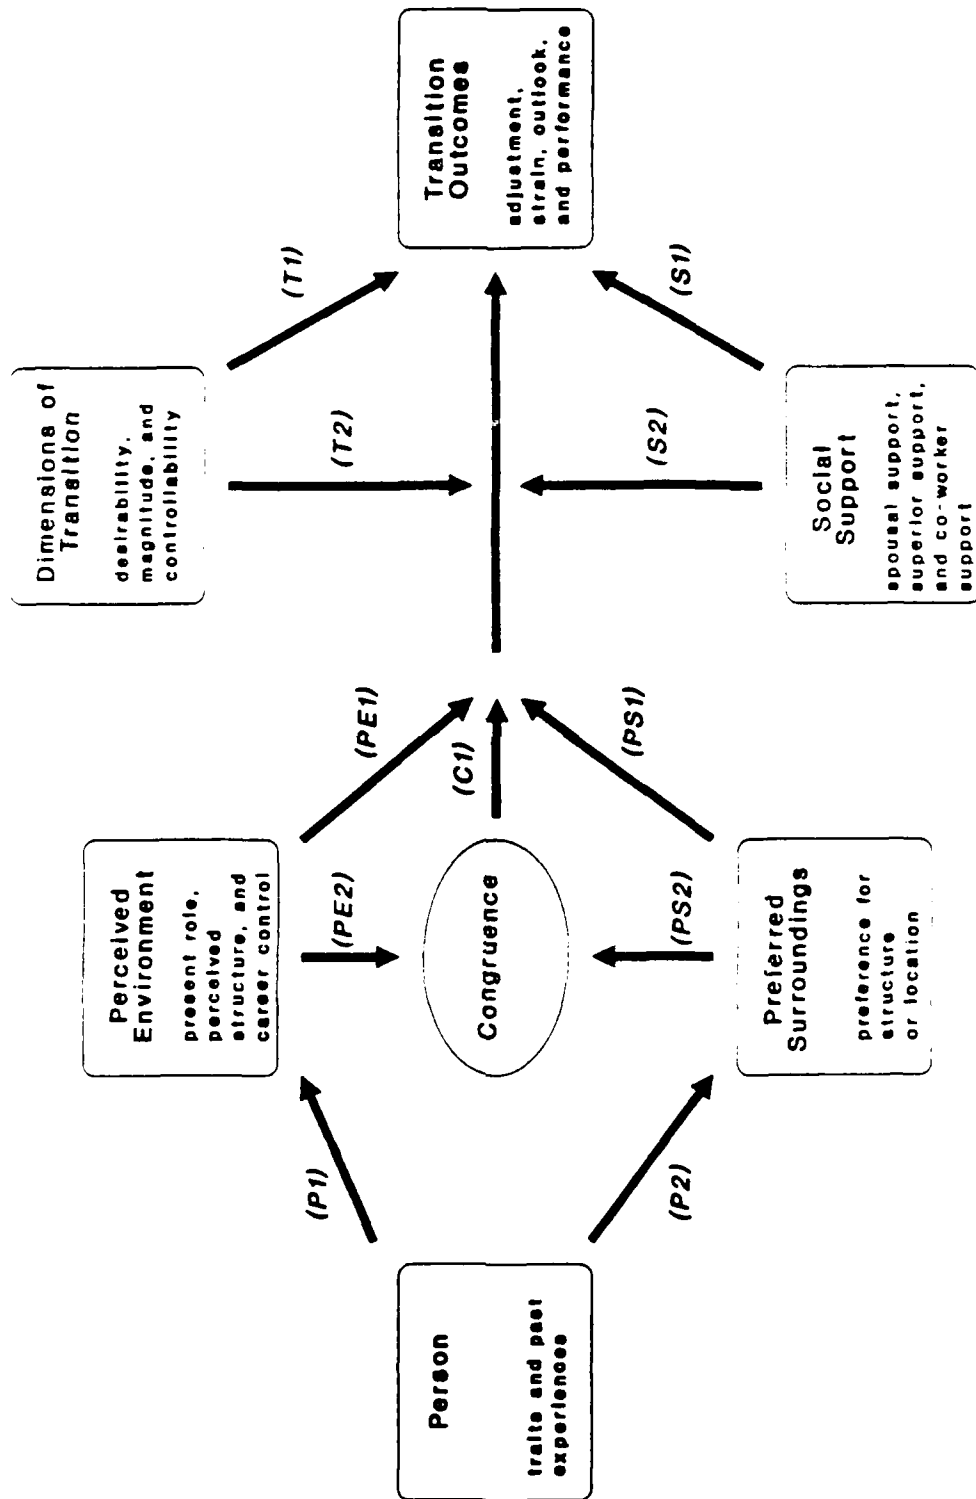 Person
traits and past
experiences
(P1)
(P2)
Perceived
Environment
present role,
perceived
structure, and
career control
(PE2)
(PE1)
Congruence
(C1)
Preferred
Surroundings
preference for
structure
or location
(PS2)
(PS1)
Dimensions of
Transition
desirability,
magnitude, and
controllability
(T2)
(T1)
Social
Support
spousal support,
superior support,
and co-worker
support
(S2)
(S1)
Transition
Outcomes
adjustment,
strain, outlook,
and performance